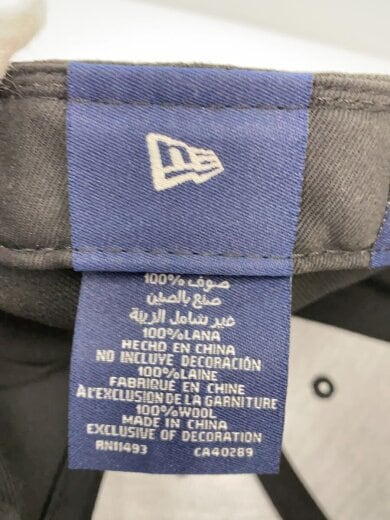 100% صوف
صنع بالصين
غير شامل الزينة
100%LANA
HECHO EN CHINA
NO INCLUYE DECORACIÓN
100%LAINE
FABRIQUÉ EN CHINE
A L'EXCLUSION DE LA GARNITURE
100%WOOL
MADE IN CHINA
EXCLUSIVE OF DECORATION
RN11493 CA40289